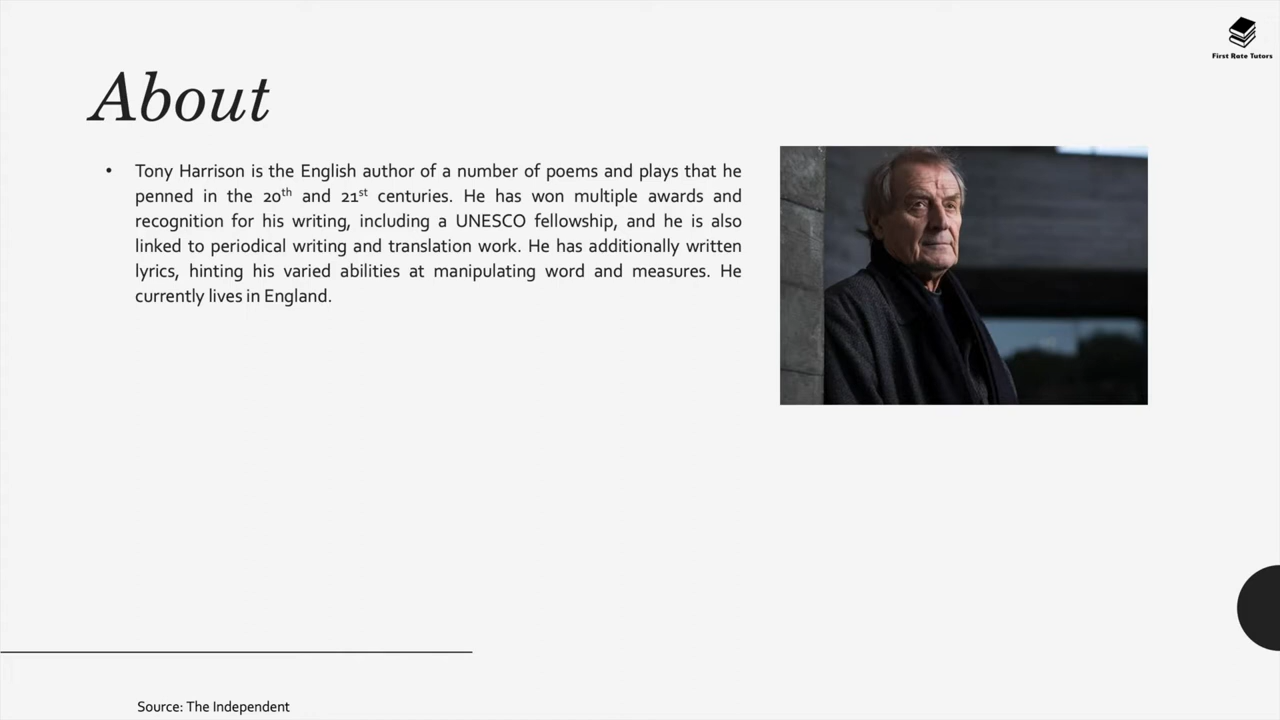 First Rate Tutors
About
• Tony Harrison is the English author of a number of poems and plays that he
penned in the 20th and 21st centuries. He has won multiple awards and
recognition for his writing, including a UNESCO fellowship, and he is also
linked to periodical writing and translation work. He has additionally written
lyrics, hinting his varied abilities at manipulating word and measures. He
currently lives in England.
Source: The Independent